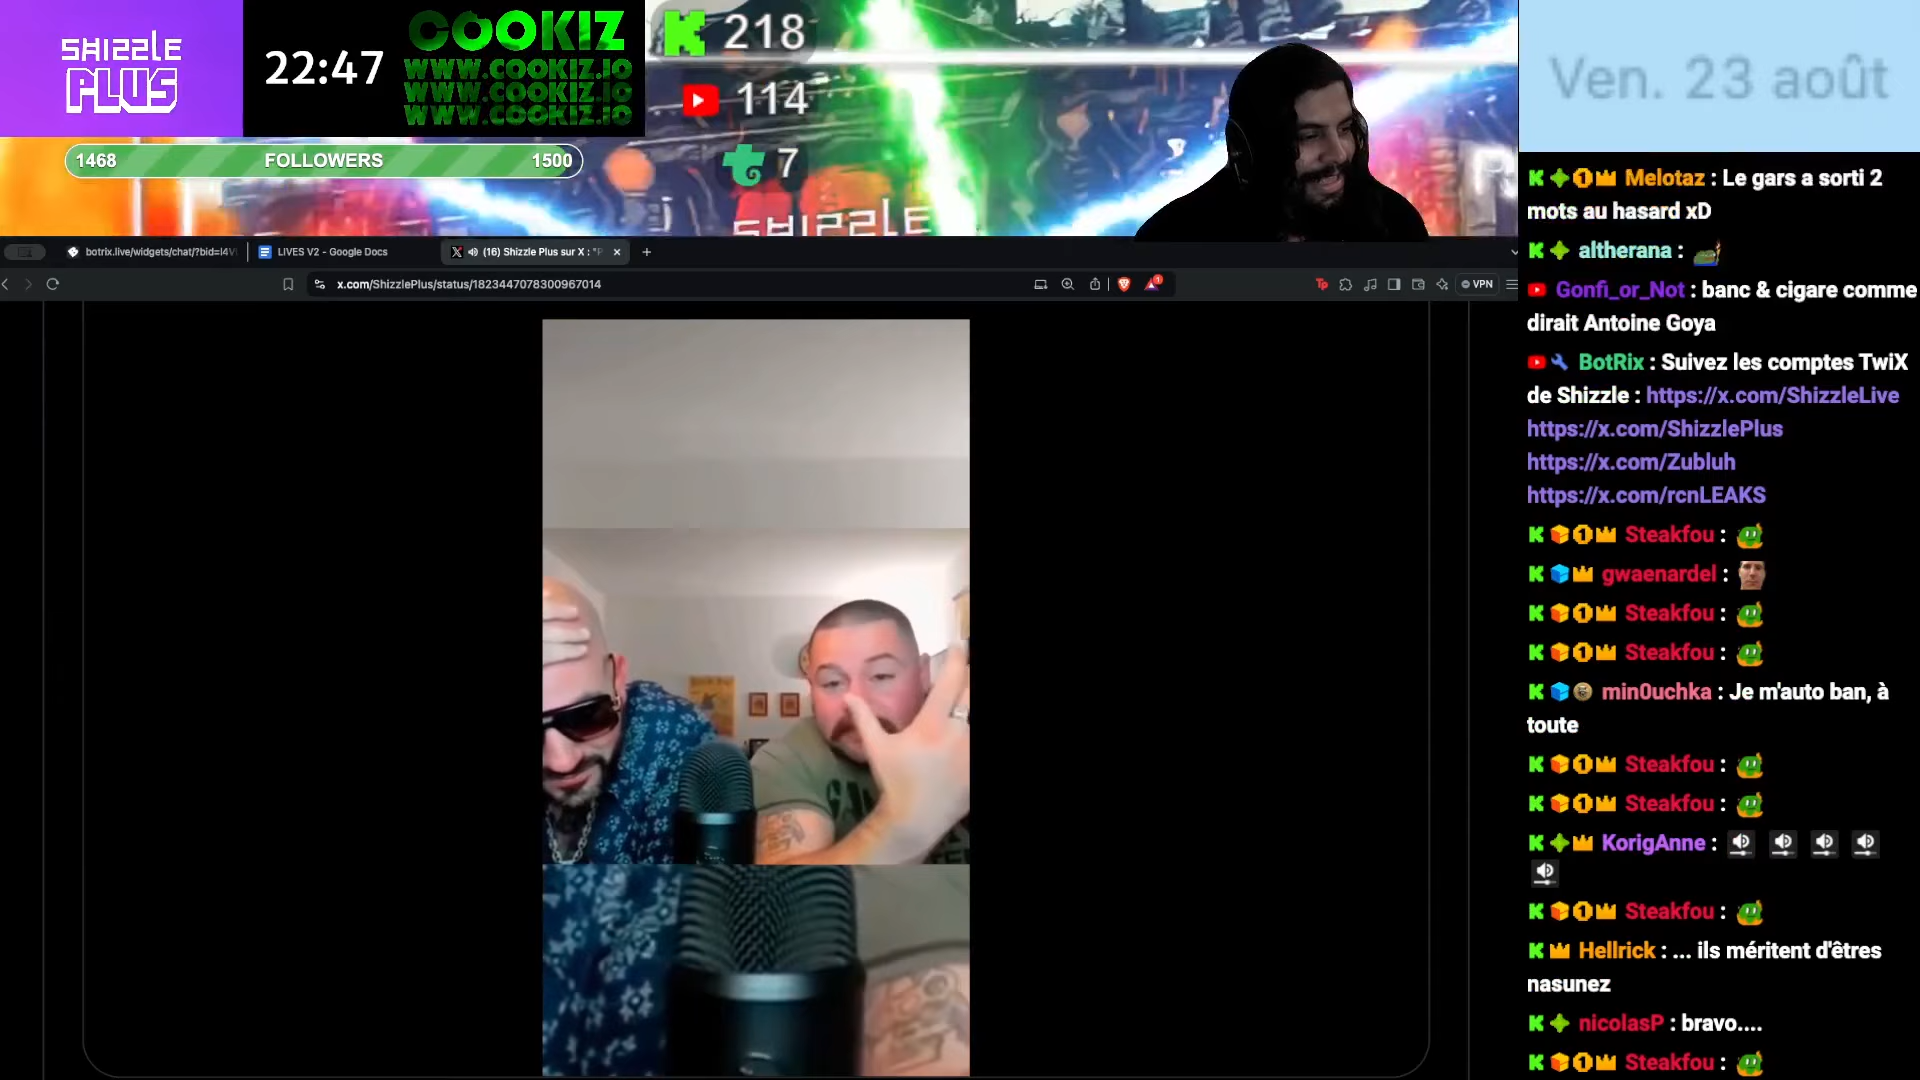 SHIZZLE
PLUS
22:47
COOKIZ
WWW.COOKIZ.IO
WWW.COOKIZ.IO
WWW.COOKIZ.IO
218
114
7
SHIZZLE
1468 FOLLOWERS 1500
Ven. 23 août
botrix.live/widgets/chat/?bid=I4V
LIVES V2 - Google Docs
(16) Shizzle Plus sur X : "P
x.com/ShizzlePlus/status/1823447078300967014
1
VPN
Melotaz : Le gars a sorti 2
mots au hasard xD
altherana :
Gonfi_or_Not : banc & cigare comme
dirait Antoine Goya
BotRix : Suivez les comptes TwiX
de Shizzle : https://x.com/ShizzleLive
https://x.com/ShizzlePlus
https://x.com/Zubluh
https://x.com/rcnLEAKS
Steakfou :
gwaenardel :
Steakfou :
Steakfou :
min0uchka : Je m'auto ban, à
toute
Steakfou :
Steakfou :
KorigAnne :
Steakfou :
Hellrick : ... ils méritent d'êtres
nasunez
nicolasP : bravo....
Steakfou :